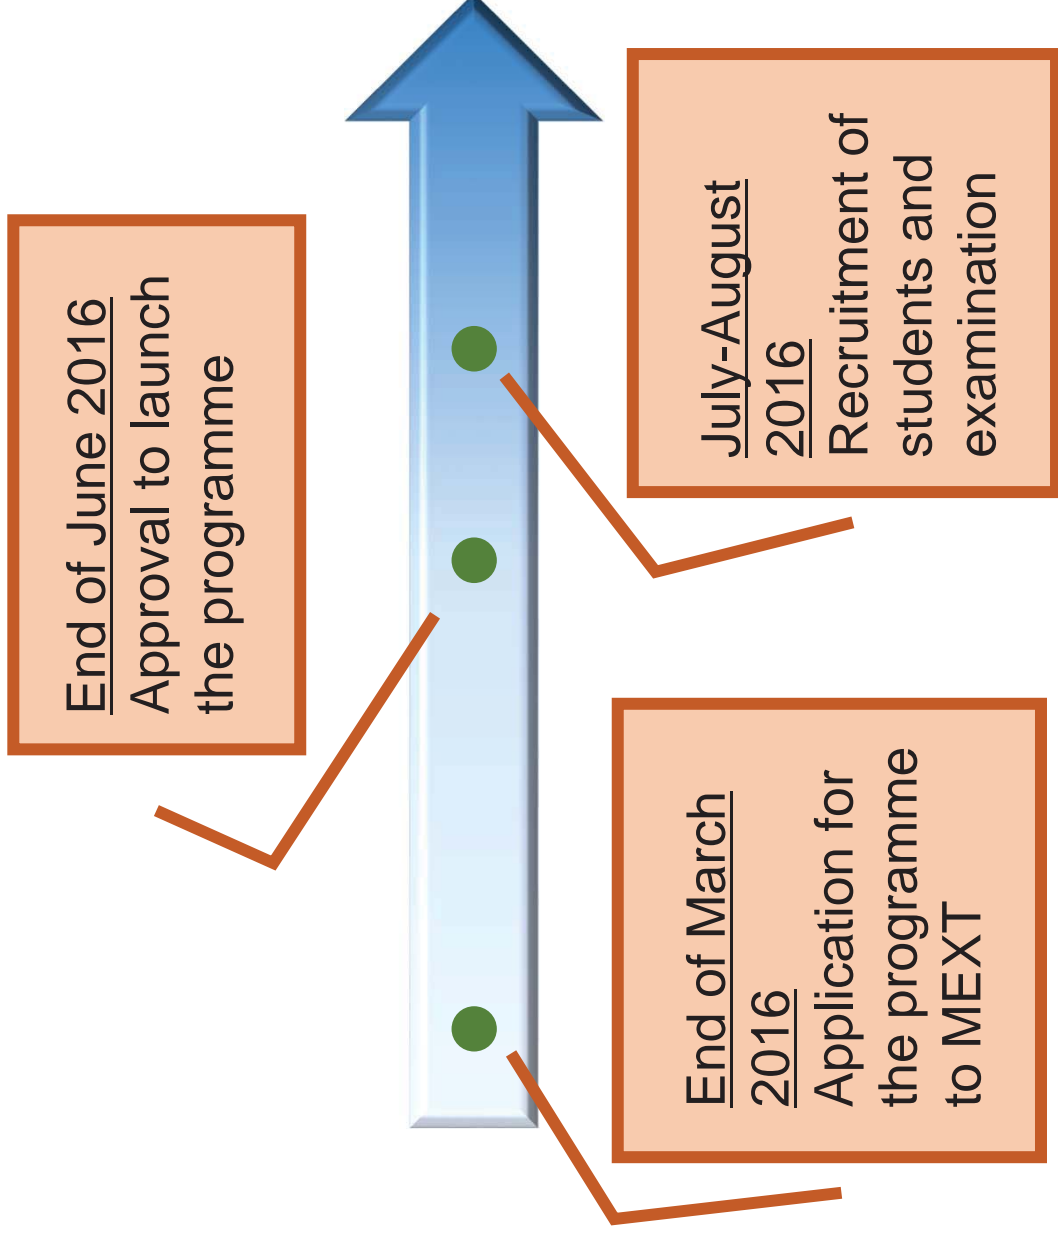 End of June 2016
Approval to launch
the programme
End of March
2016
Application for
the programme
to MEXT
July-August
2016
Recruitment of
students and
examination